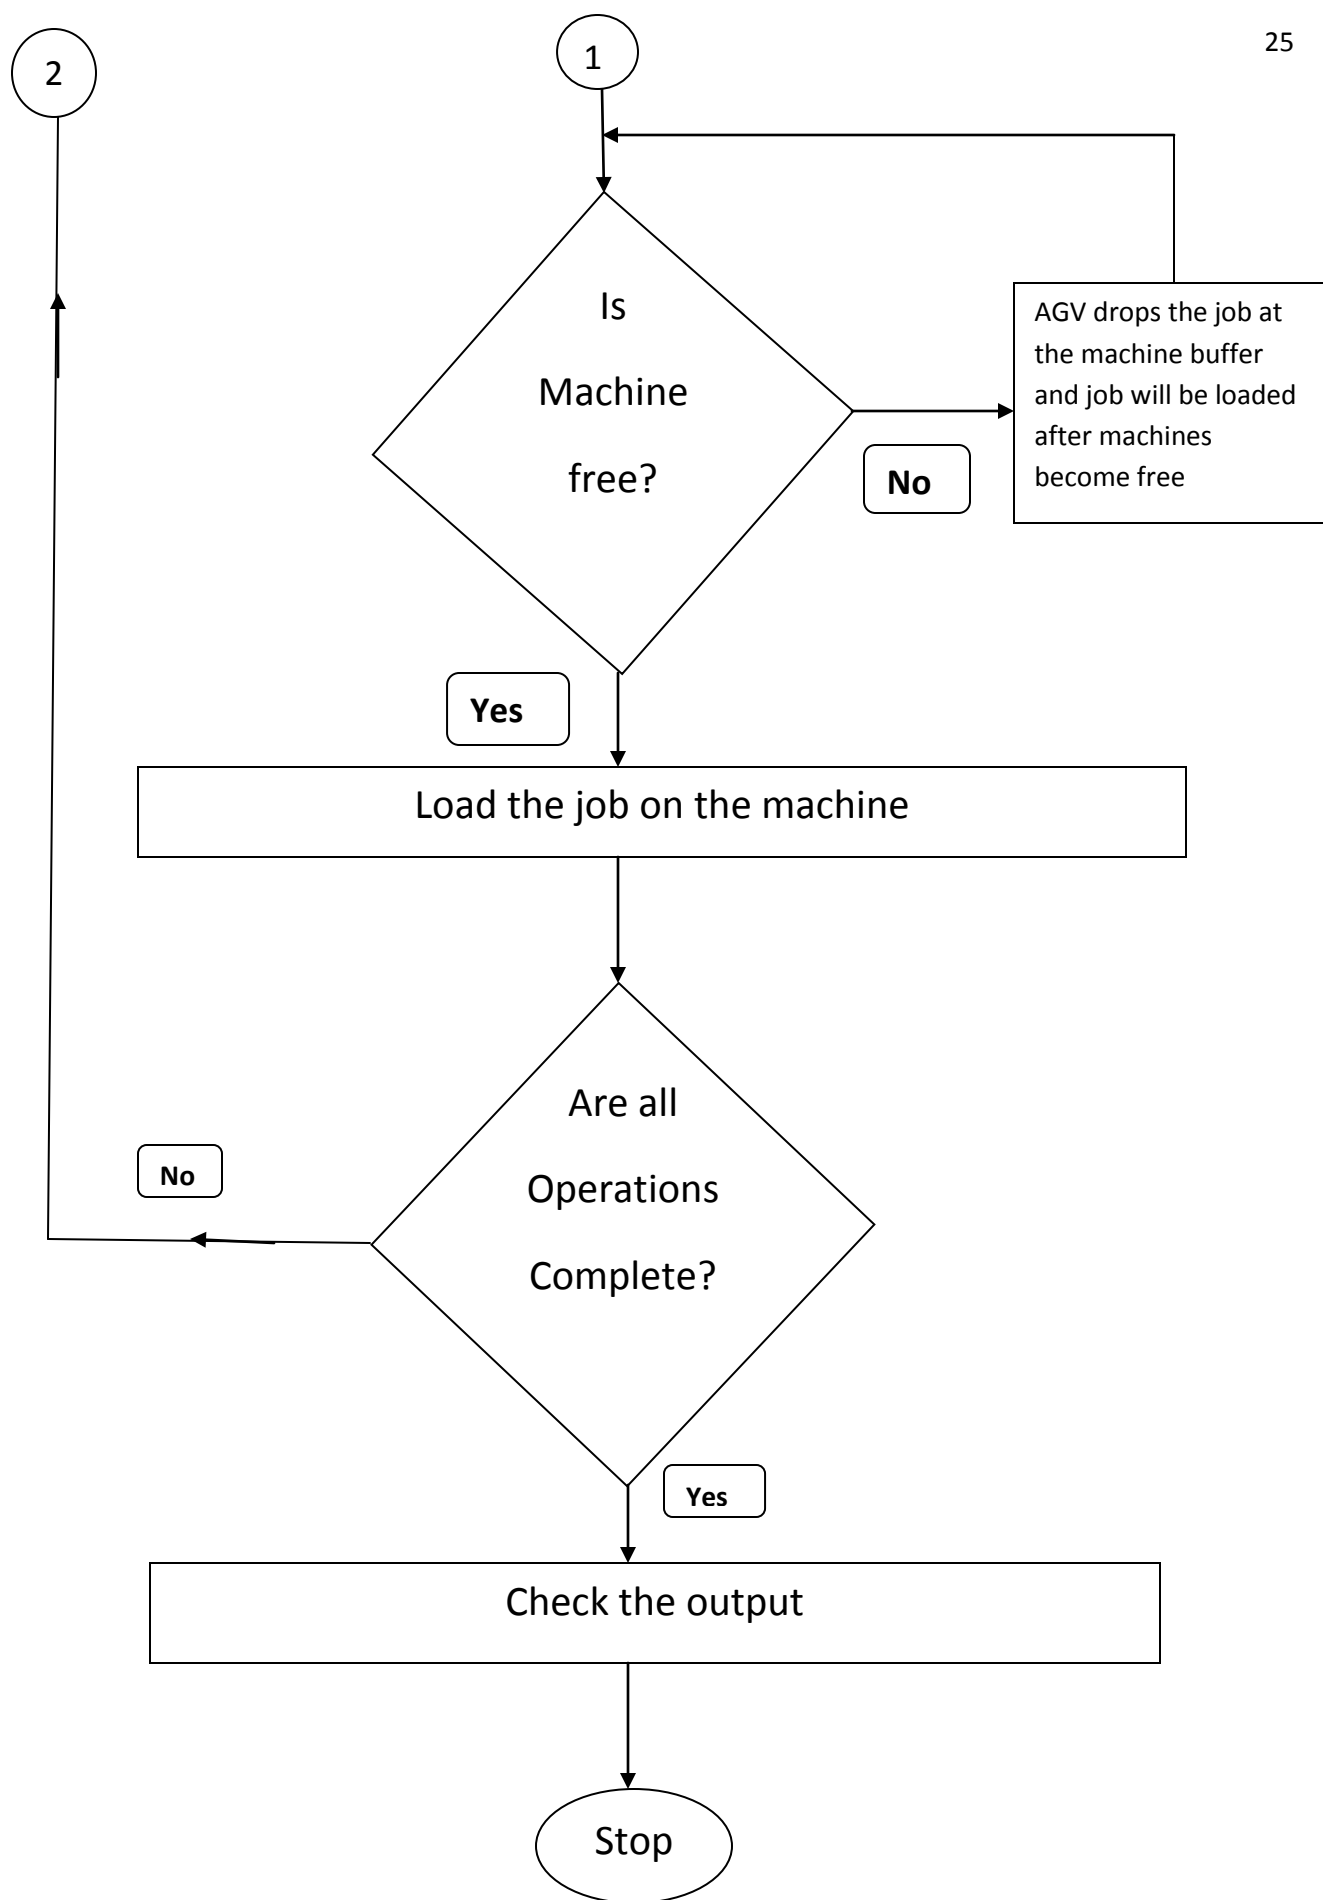 25
2
1
Is
Machine
free?
AGV drops the job at
the machine buffer
and job will be loaded
after machines
become free
No
Yes
Load the job on the machine
Are all
Operations
Complete?
No
Yes
Check the output
Stop